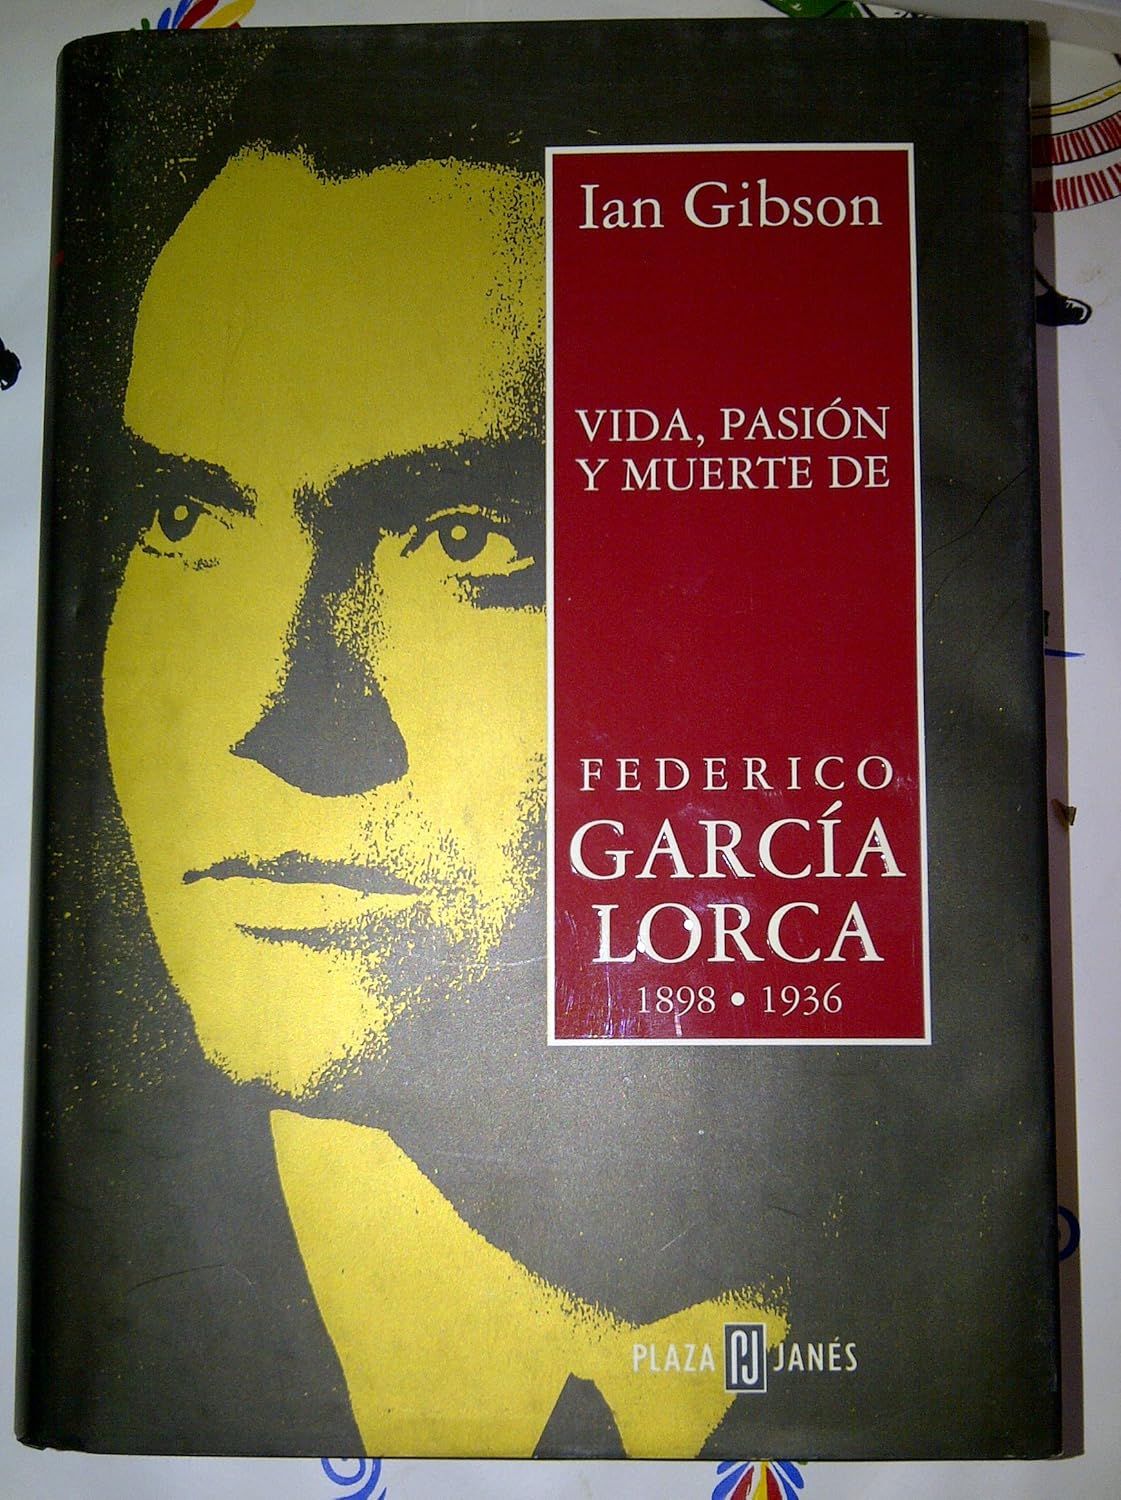 Ian Gibson
VIDA, PASIÓN
Y MUERTE DE
FEDERICO
GARCÍA
LORCA
1898 • 1936
PLAZA PJ JANÉS